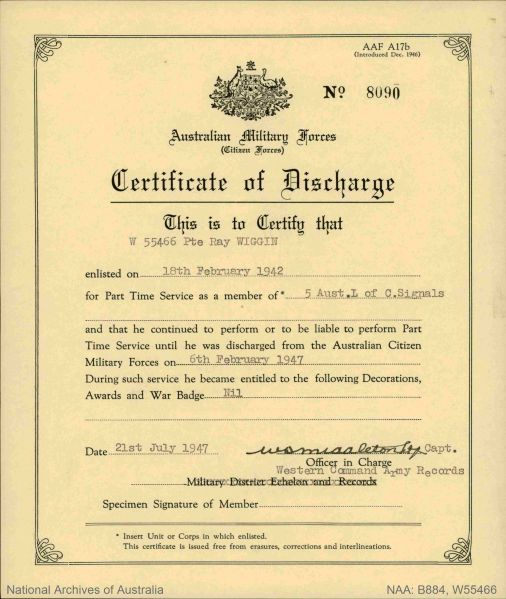 AAF A17b
(Introduced Dec. 1946)
No 8090
Australian Military Forces
(Citizen Forces)
Certificate of Discharge
This is to Certify that
W 55466 Pte Ray WIGGIN
enlisted on 18th February 1942
for Part Time Service as a member of* 5 Aust.L of C.Signals
and that he continued to perform or to be liable to perform Part
Time Service until he was discharged from the Australian Citizen
Military Forces on 6th February 1947
During such service he became entitled to the following Decorations,
Awards and War Badge Nil
Date 21st July 1947 Capt.
Officer in Charge
Western Command Army Records
Military District Echelon and Records
Specimen Signature of Member
* Insert Unit or Corps in which enlisted.
This certificate is issued free from erasures, corrections and interlineations.
National Archives of Australia NAA: B884, W55466